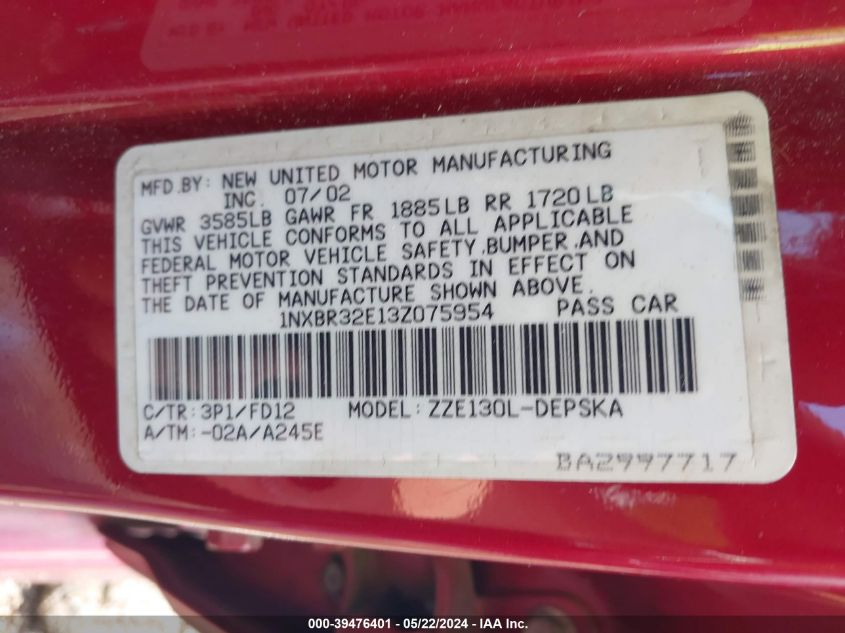 MFD.BY: NEW UNITED MOTOR MANUFACTURING
INC. 07/02
GVWR 3585LB GAWR FR 1885LB RR 1720LB
THIS VEHICLE CONFORMS TO ALL APPLICABLE
FEDERAL MOTOR VEHICLE SAFETY,BUMPER,AND
THEFT PREVENTION STANDARDS IN EFFECT ON
THE DATE OF MANUFACTURE SHOWN ABOVE.
1NXBR32E13Z075954 PASS CAR
C/TR:3P1/FD12 MODEL:ZZE130L-DEPSKA
A/TM:-02A/A245E
BA2997717
000-39476401 / 05/22/2024 - IAA Inc.